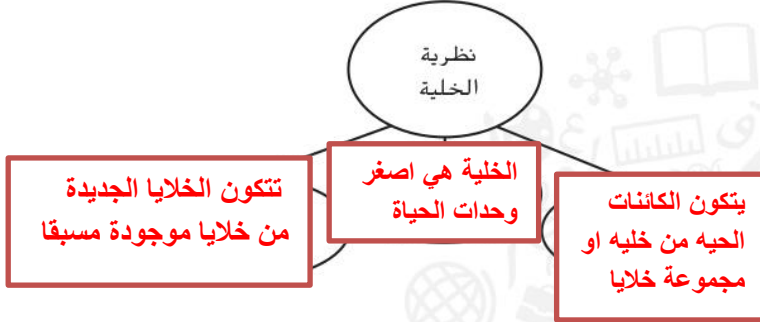 نظرية
الخلية
يتكون الكائنات
الحيه من خليه او
مجموعة خلايا
الخلية هي اصغر
وحدات الحياة
تتكون الخلايا الجديدة
من خلايا موجودة مسبقا